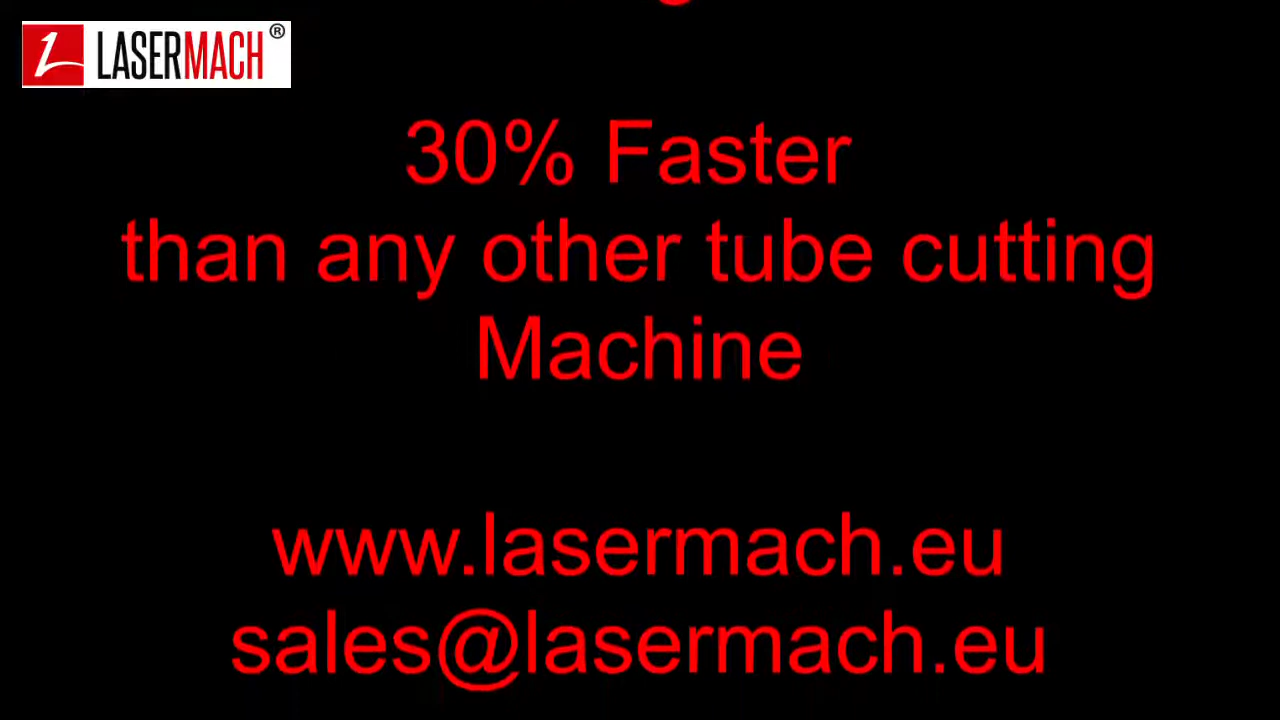 LASERMACH®
30% Faster
than any other tube cutting
Machine
www.lasermach.eu
sales@lasermach.eu